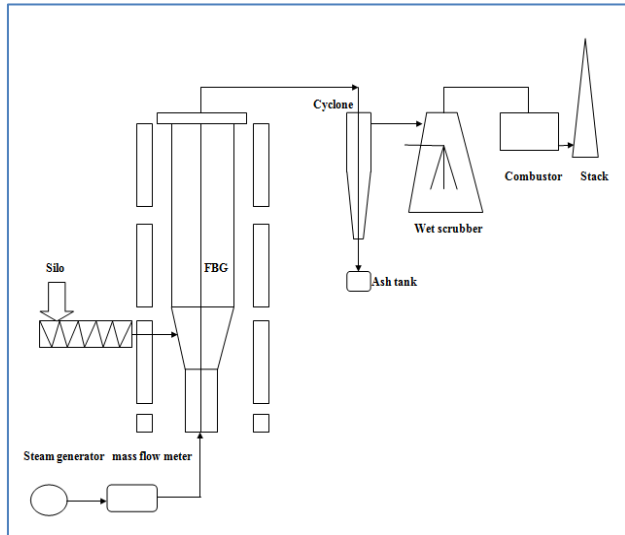 Cyclone
Combustor
Stack
Wet scrubber
FBG
Silo
Ash tank
Steam generator
mass flow meter